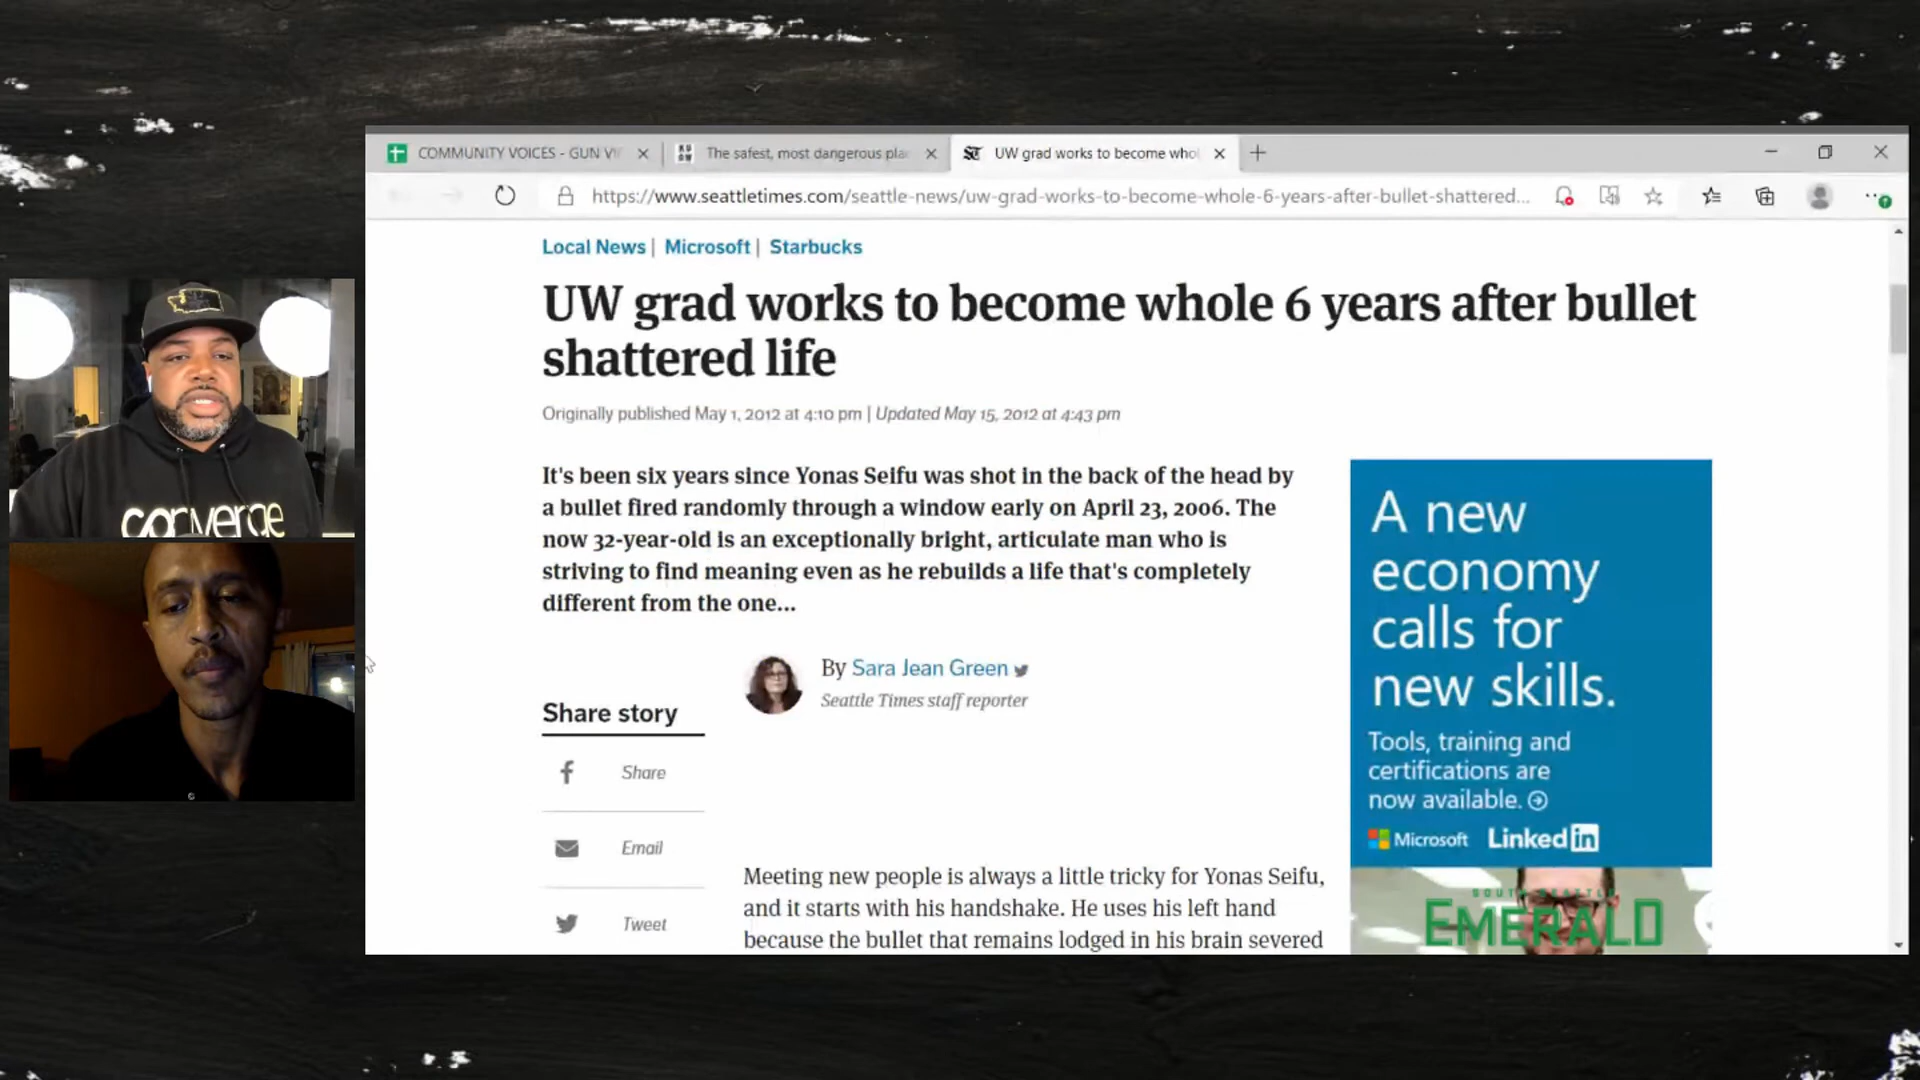 COMMUNITY VOICES - GUN VI
The safest, most dangerous pla
UW grad works to become whol
https://www.seattletimes.com/seattle-news/uw-grad-works-to-become-whole-6-years-after-bullet-shattered...
Local News | Microsoft | Starbucks
UW grad works to become whole 6 years after bullet
shattered life
Originally published May 1, 2012 at 4:10 pm | Updated May 15, 2012 at 4:43 pm
It's been six years since Yonas Seifu was shot in the back of the head by
a bullet fired randomly through a window early on April 23, 2006. The
now 32-year-old is an exceptionally bright, articulate man who is
striving to find meaning even as he rebuilds a life that's completely
different from the one...
By Sara Jean Green
Seattle Times staff reporter
Share story
Share
Email
Tweet
Meeting new people is always a little tricky for Yonas Seifu,
and it starts with his handshake. He uses his left hand
because the bullet that remains lodged in his brain severed
A new
economy
calls for
new skills.
Tools, training and
certifications are
now available.
Microsoft LinkedIn
SOUTH SEATTLE
EMERALD
converge